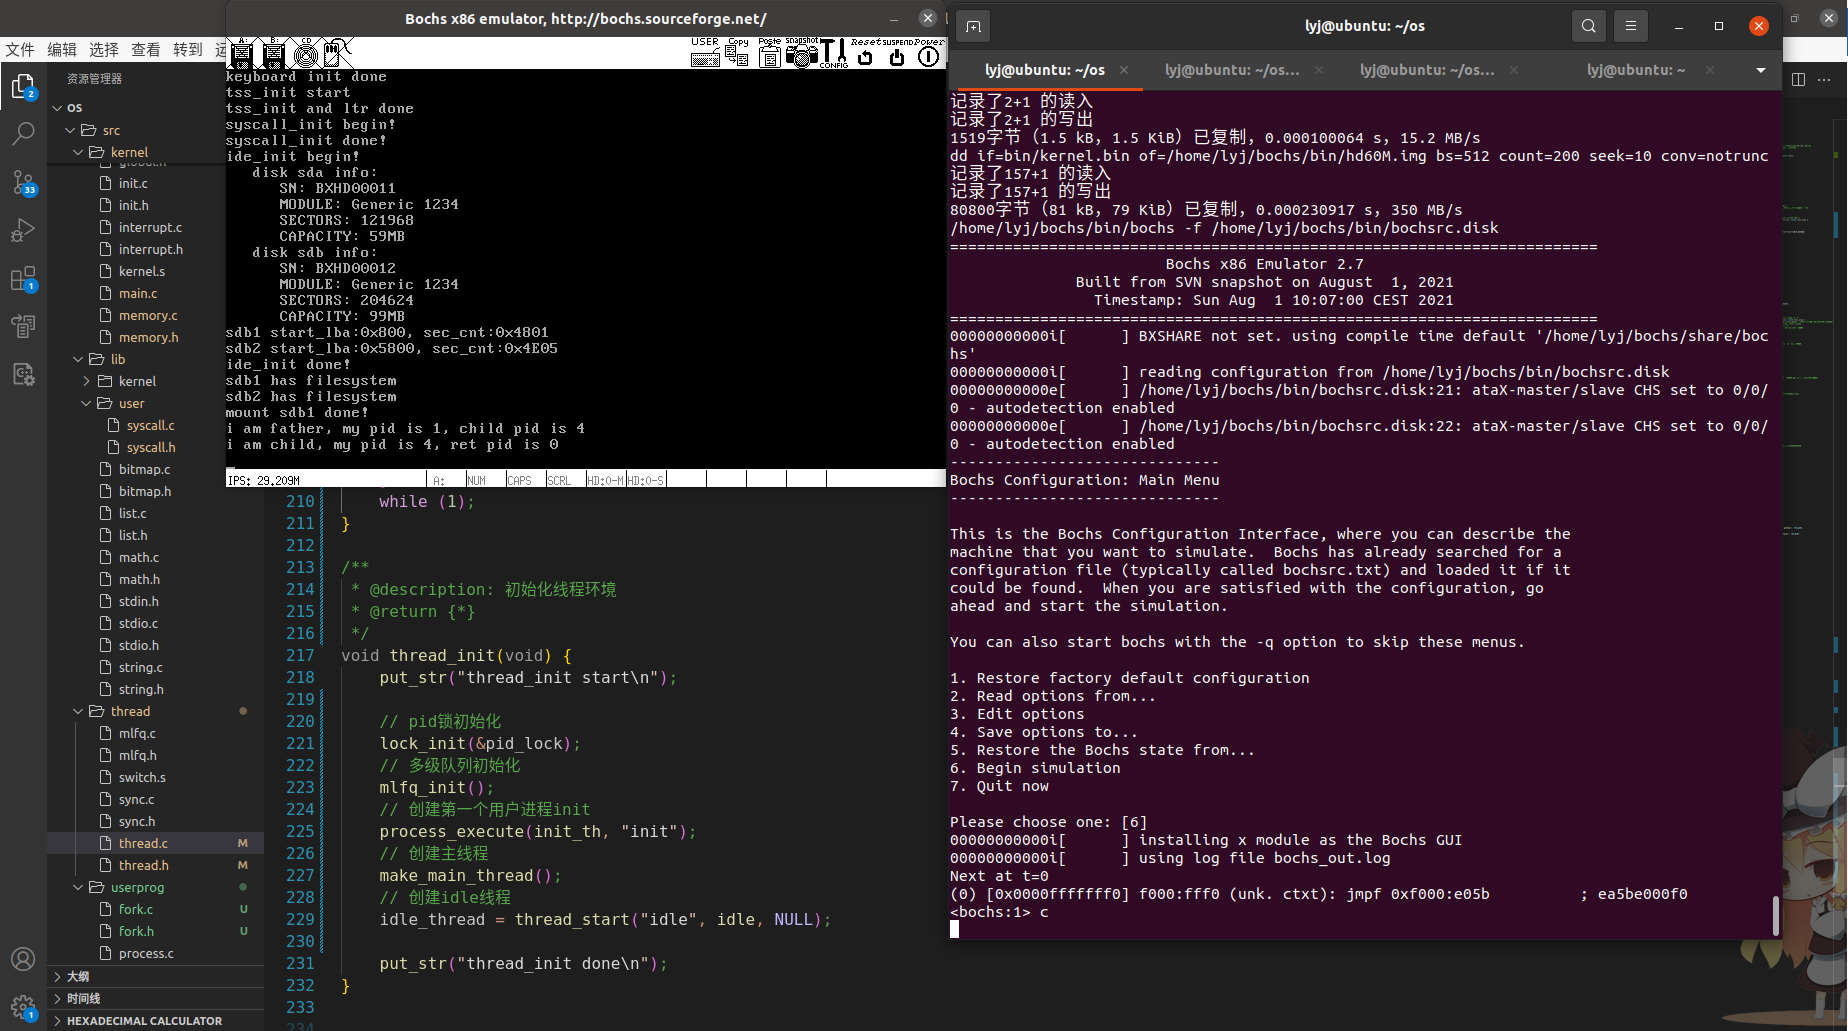 Bochs x86 emulator, http://bochs.sourceforge.net/
文件 编辑 选择 查看 转到
A: B: CD
USER Copy Paste snapshot CONFIG Reset SUSPEND Power
资源管理器
OS
src
kernel
global.h
init.c
init.h
interrupt.c
interrupt.h
kernel.s
main.c
memory.c
memory.h
lib
kernel
user
syscall.c
syscall.h
bitmap.c
bitmap.h
list.c
list.h
math.c
math.h
stdin.h
stdio.c
stdio.h
string.c
string.h
thread
mlfq.c
mlfq.h
switch.s
sync.c
sync.h
thread.c M
thread.h M
userprog
fork.c U
fork.h U
process.c
大纲
时间线
HEXADECIMAL CALCULATOR
2
33
1
1
keyboard init done
tss_init start
tss_init and ltr done
syscall_init begin!
syscall_init done!
ide_init begin!
disk sda info:
SN: BXHD00011
MODULE: Generic 1234
SECTORS: 121968
CAPACITY: 59MB
disk sdb info:
SN: BXHD00012
MODULE: Generic 1234
SECTORS: 204624
CAPACITY: 99MB
sdb1 start_lba:0x800, sec_cnt:0x4801
sdb2 start_lba:0x5800, sec_cnt:0x4E05
ide_init done!
sdb1 has filesystem
sdb2 has filesystem
mount sdb1 done!
i am father, my pid is 1, child pid is 4
i am child, my pid is 4, ret pid is 0
IPS: 29.209M A: NUM CAPS SCRL HD:0-M HD:0-S
210 while (1);
211 }
212
213 /**
214 * @description: 初始化线程环境
215 * @return {*}
216 */
217 void thread_init(void) {
218 put_str("thread_init start\n");
219
220 // pid锁初始化
221 lock_init(&pid_lock);
222 // 多级队列初始化
223 mlfq_init();
224 // 创建第一个用户进程init
225 process_execute(init_th, "init");
226 // 创建主线程
227 make_main_thread();
228 // 创建idle线程
229 idle_thread = thread_start("idle", idle, NULL);
230
231 put_str("thread_init done\n");
232 }
233
234
lyj@ubuntu: ~/os
lyj@ubuntu: ~/os × lyj@ubuntu: ~/os... × lyj@ubuntu: ~/os... × lyj@ubuntu: ~ ×
记录了2+1 的读入
记录了2+1 的写出
1519字节（1.5 kB，1.5 KiB）已复制，0.000100064 s，15.2 MB/s
dd if=bin/kernel.bin of=/home/lyj/bochs/bin/hd60M.img bs=512 count=200 seek=10 conv=notrunc
记录了157+1 的读入
记录了157+1 的写出
80800字节（81 kB，79 KiB）已复制，0.000230917 s，350 MB/s
/home/lyj/bochs/bin/bochs -f /home/lyj/bochs/bin/bochsrc.disk
========================================================================
Bochs x86 Emulator 2.7
Built from SVN snapshot on August  1, 2021
Timestamp: Sun Aug  1 10:07:00 CEST 2021
========================================================================
00000000000i[      ] BXSHARE not set. using compile time default '/home/lyj/bochs/share/boc
hs'
00000000000i[      ] reading configuration from /home/lyj/bochs/bin/bochsrc.disk
00000000000e[      ] /home/lyj/bochs/bin/bochsrc.disk:21: ataX-master/slave CHS set to 0/0/
0 - autodetection enabled
00000000000e[      ] /home/lyj/bochs/bin/bochsrc.disk:22: ataX-master/slave CHS set to 0/0/
0 - autodetection enabled
------------------------------
Bochs Configuration: Main Menu
------------------------------
This is the Bochs Configuration Interface, where you can describe the
machine that you want to simulate.  Bochs has already searched for a
configuration file (typically called bochsrc.txt) and loaded it if it
could be found.  When you are satisfied with the configuration, go
ahead and start the simulation.
You can also start bochs with the -q option to skip these menus.
1. Restore factory default configuration
2. Read options from...
3. Edit options
4. Save options to...
5. Restore the Bochs state from...
6. Begin simulation
7. Quit now
Please choose one: [6]
00000000000i[      ] installing x module as the Bochs GUI
00000000000i[      ] using log file bochs_out.log
Next at t=0
(0) [0x0000fffffff0] f000:fff0 (unk. ctxt): jmpf 0xf000:e05b          ; ea5be000f0
<bochs:1> c